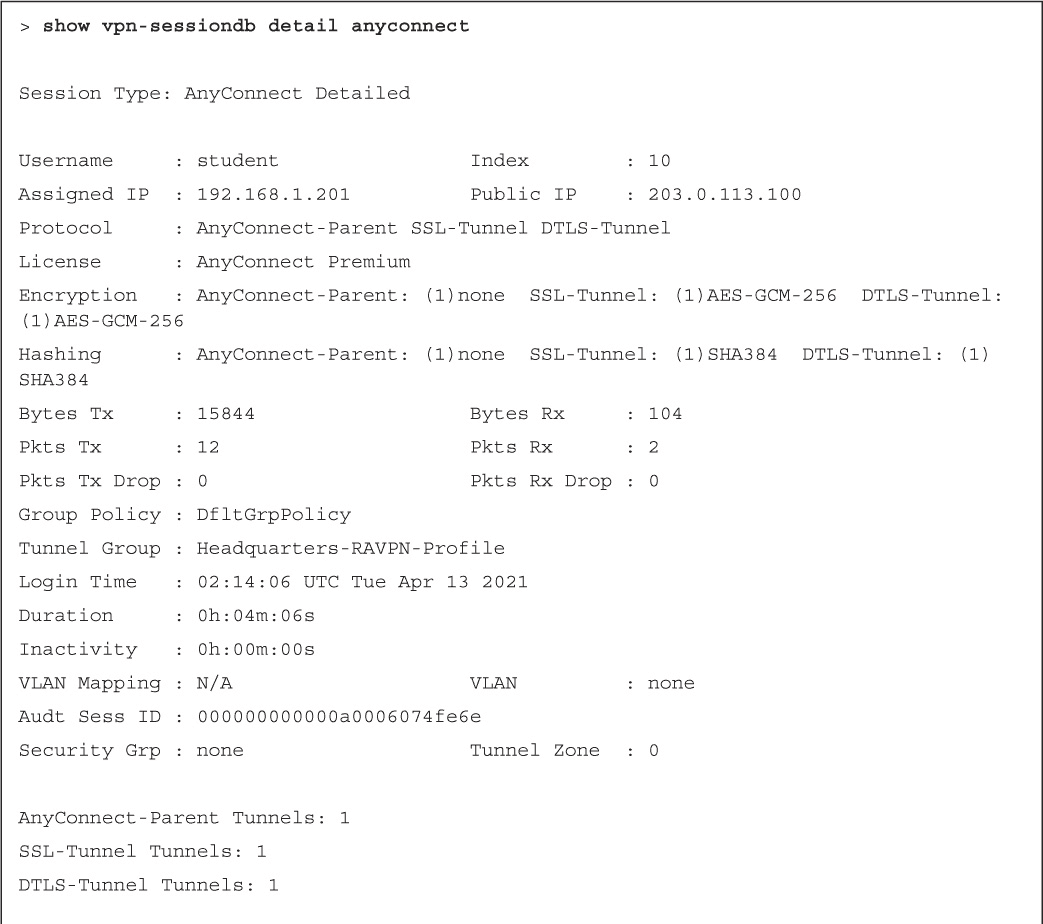 > show vpn-sessiondb detail anyconnect
Session Type: AnyConnect Detailed
Username     : student                Index        : 10
Assigned IP  : 192.168.1.201          Public IP    : 203.0.113.100
Protocol     : AnyConnect-Parent SSL-Tunnel DTLS-Tunnel
License      : AnyConnect Premium
Encryption   : AnyConnect-Parent: (1)none  SSL-Tunnel: (1)AES-GCM-256  DTLS-Tunnel:
(1)AES-GCM-256
Hashing      : AnyConnect-Parent: (1)none  SSL-Tunnel: (1)SHA384  DTLS-Tunnel: (1)
SHA384
Bytes Tx     : 15844                  Bytes Rx     : 104
Pkts Tx      : 12                     Pkts Rx      : 2
Pkts Tx Drop : 0                      Pkts Rx Drop : 0
Group Policy : DfltGrpPolicy
Tunnel Group : Headquarters-RAVPN-Profile
Login Time   : 02:14:06 UTC Tue Apr 13 2021
Duration     : 0h:04m:06s
Inactivity   : 0h:00m:00s
VLAN Mapping : N/A                    VLAN         : none
Audt Sess ID : 000000000000a0006074fe6e
Security Grp : none                   Tunnel Zone  : 0
AnyConnect-Parent Tunnels: 1
SSL-Tunnel Tunnels: 1
DTLS-Tunnel Tunnels: 1